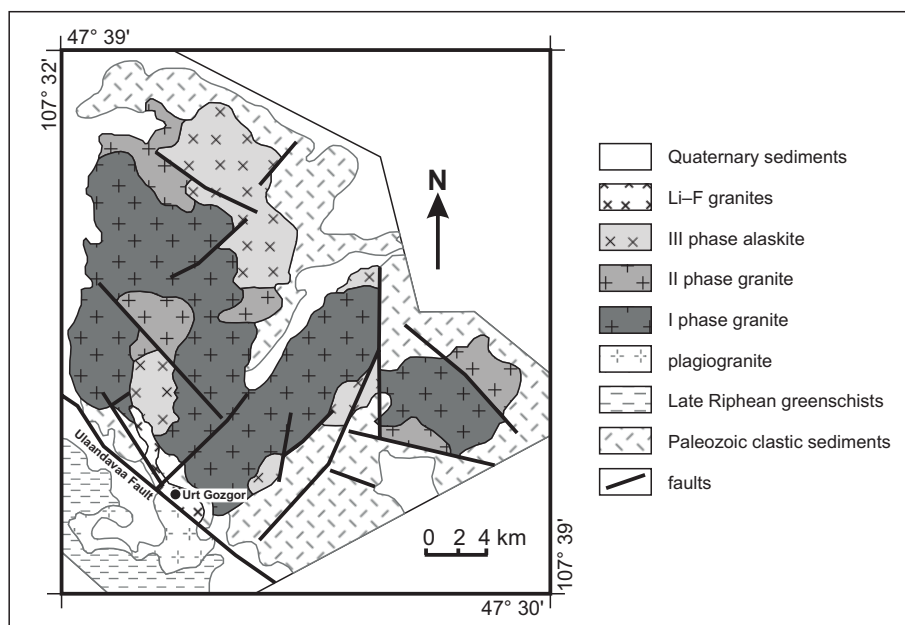 47° 39'
107° 32'
N
Ulaandavaa Fault
Urt Gozgor
0 2 4 km
107° 39'
47° 30'
Quaternary sediments
Li–F granites
III phase alaskite
II phase granite
I phase granite
plagiogranite
Late Riphean greenschists
Paleozoic clastic sediments
faults